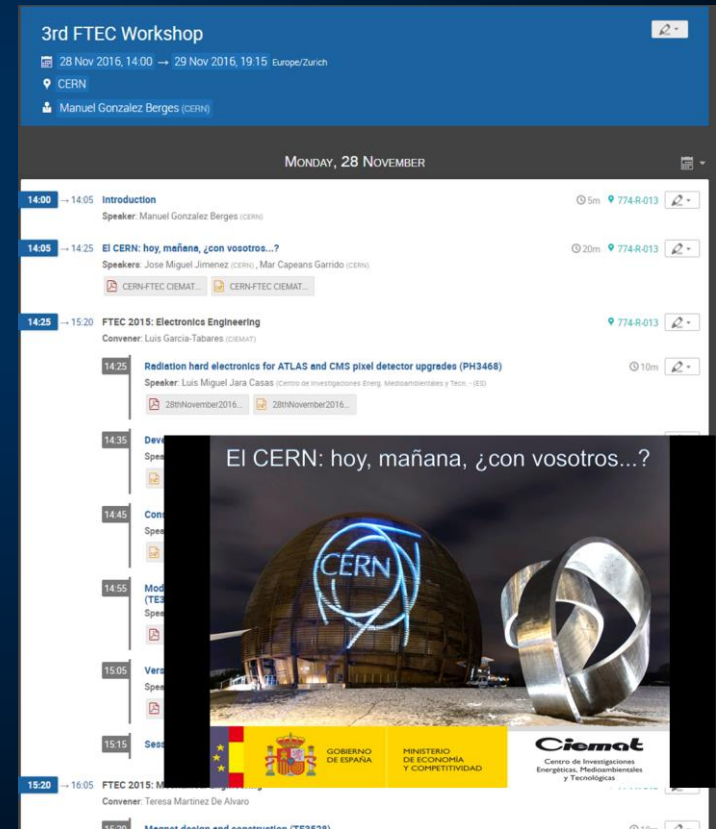 3rd FTEC Workshop
28 Nov 2016, 14:00 → 29 Nov 2016, 19:15 Europe/Zurich
CERN
Manuel Gonzalez Berges (CERN)
MONDAY, 28 NOVEMBER
14:00 → 14:05 Introduction 5m 774-R-013
Speaker: Manuel Gonzalez Berges (CERN)
14:05 → 14:25 El CERN: hoy, mañana, ¿con vosotros...? 20m 774-R-013
Speakers: Jose Miguel Jimenez (CERN), Mar Capeans Garrido (CERN)
CERN-FTEC CIEMAT... CERN-FTEC CIEMAT...
14:25 → 15:20 FTEC 2015: Electronics Engineering 774-R-013
Convener: Luis Garcia-Tabares (CIEMAT)
14:25 Radiation hard electronics for ATLAS and CMS pixel detector upgrades (PH3468) 10m
Speaker: Luis Miguel Jara Casas (Centro de Investigaciones Energ. Medioambientales y Tecn. - (ES)
28thNovember2016... 28thNovember2016...
14:35
14:45
14:55
15:05
15:15
El CERN: hoy, mañana, ¿con vosotros...?
CERN
GOBIERNO
DE ESPAÑA
MINISTERIO
DE ECONOMÍA
Y COMPETITIVIDAD
Ciemat
Centro de Investigaciones
Energéticas, Medioambientales
y Tecnológicas
15:20 → 16:05 FTEC 2015:
Convener: Teresa Martinez De Alvaro
Magnet design and construction (TE3528)